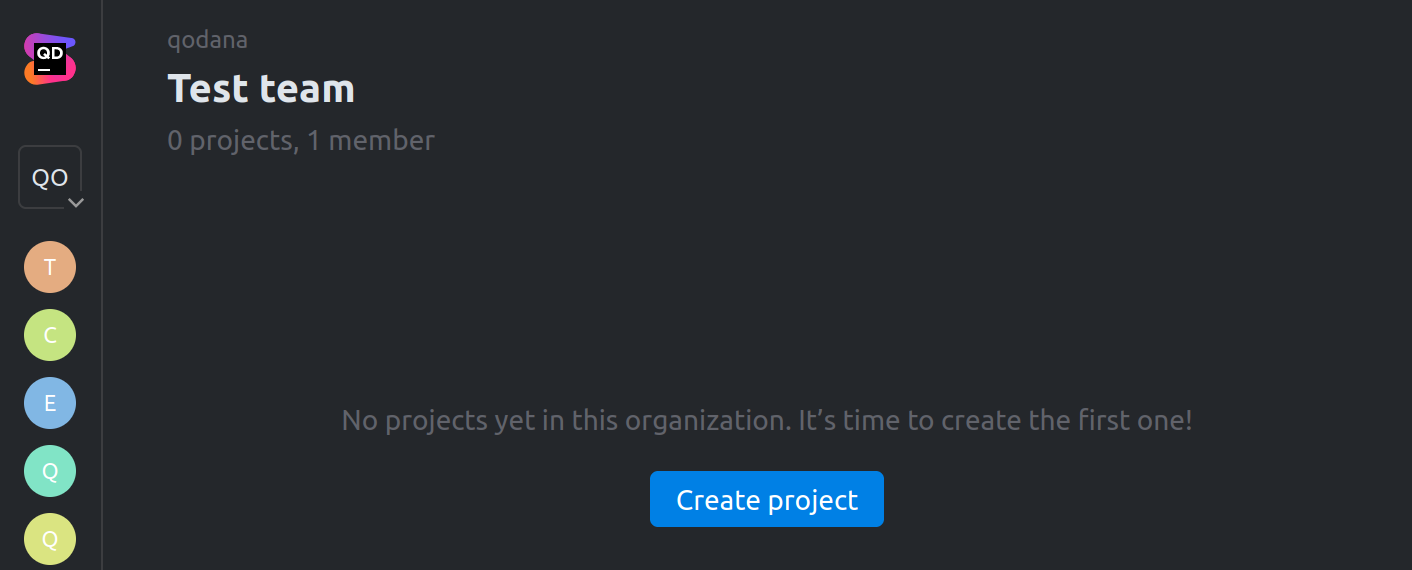 QD
QO
T
C
E
Q
Q
qodana
Test team
0 projects, 1 member
No projects yet in this organization. It’s time to create the first one!
Create project